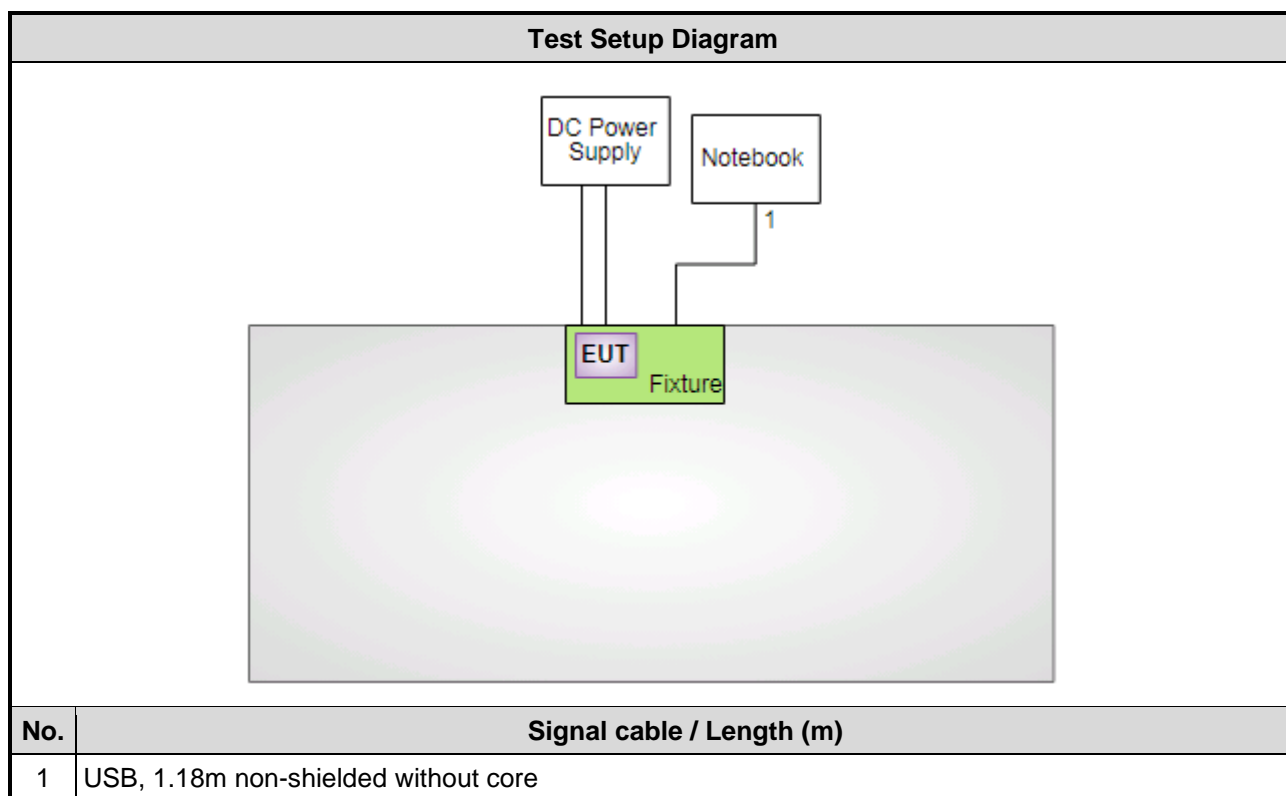 Test Setup Diagram
DC Power
Supply
Notebook
1
EUT
Fixture
No. Signal cable / Length (m)
1 USB, 1.18m non-shielded without core